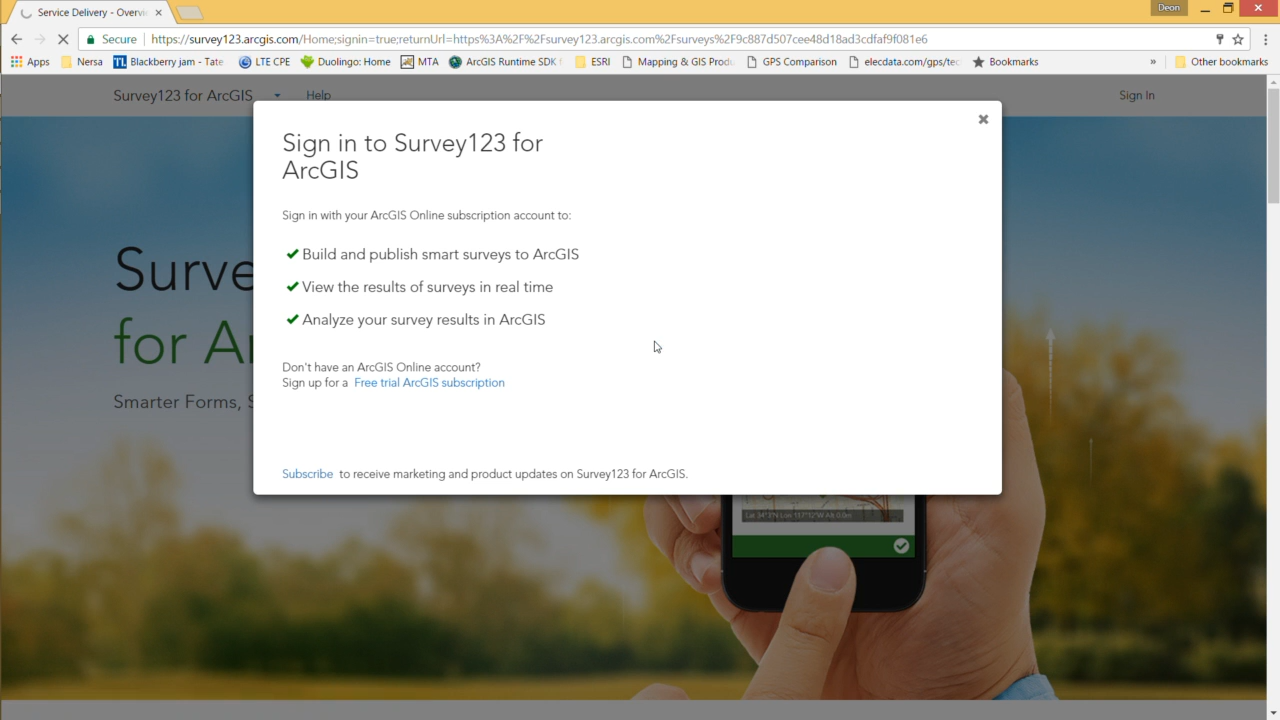 Service Delivery - Overvi
Deon
Secure
https://survey123.arcgis.com/Home;signin=true;returnUrl=https%3A%2F%2Fsurvey123.arcgis.com%2Fsurveys%2F9c887d507cee48d18ad3cdfaf9f081e6
Apps Nersa Blackberry jam - Tate LTE CPE Duolingo: Home MTA ArcGIS Runtime SDK ESRI Mapping & GIS Produ GPS Comparison elecdata.com/gps/tec Bookmarks » Other bookmarks
Survey123 for ArcGIS Help Sign In
Sign in to Survey123 for
ArcGIS
Sign in with your ArcGIS Online subscription account to:
Build and publish smart surveys to ArcGIS
View the results of surveys in real time
Analyze your survey results in ArcGIS
Don't have an ArcGIS Online account?
Sign up for a Free trial ArcGIS subscription
Subscribe to receive marketing and product updates on Survey123 for ArcGIS.
Surve
for Ar
Smarter Forms, S